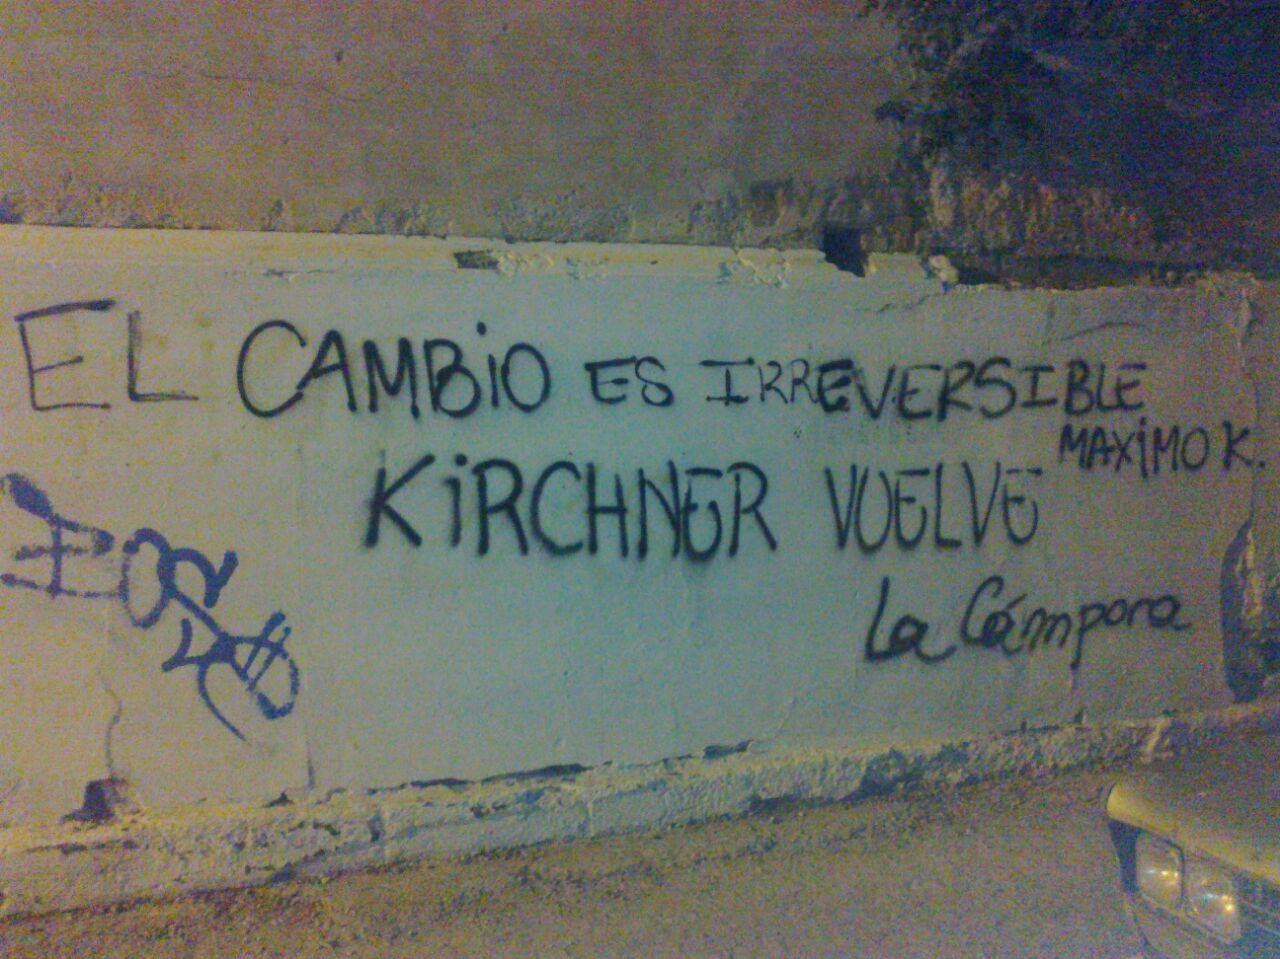 EL CAMBiO ES IRREVERSIBLE
MAXiMO K.
KiRCHNER VUELVE
La Cámpora